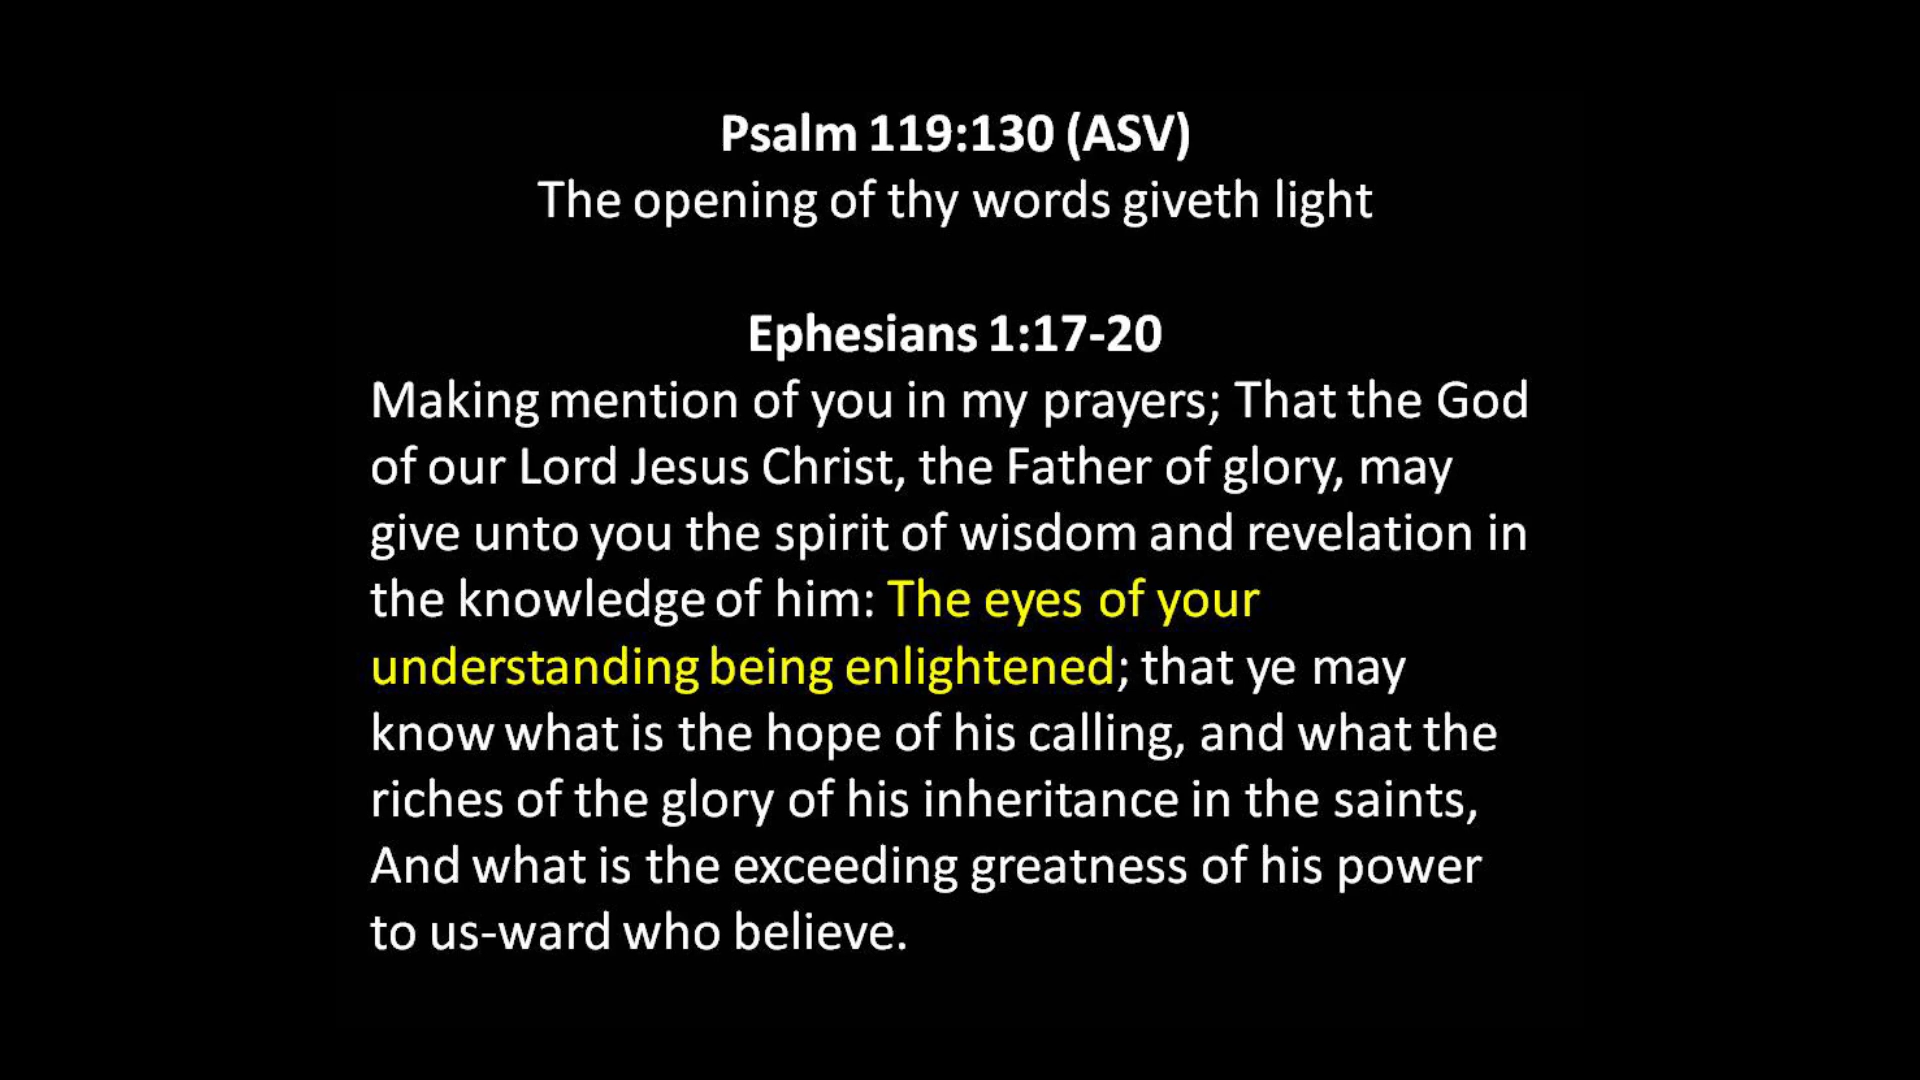 Psalm 119:130 (ASV)
The opening of thy words giveth light
Ephesians 1:17-20
Making mention of you in my prayers; That the God
of our Lord Jesus Christ, the Father of glory, may
give unto you the spirit of wisdom and revelation in
the knowledge of him: The eyes of your
understanding being enlightened; that ye may
know what is the hope of his calling, and what the
riches of the glory of his inheritance in the saints,
And what is the exceeding greatness of his power
to us-ward who believe.